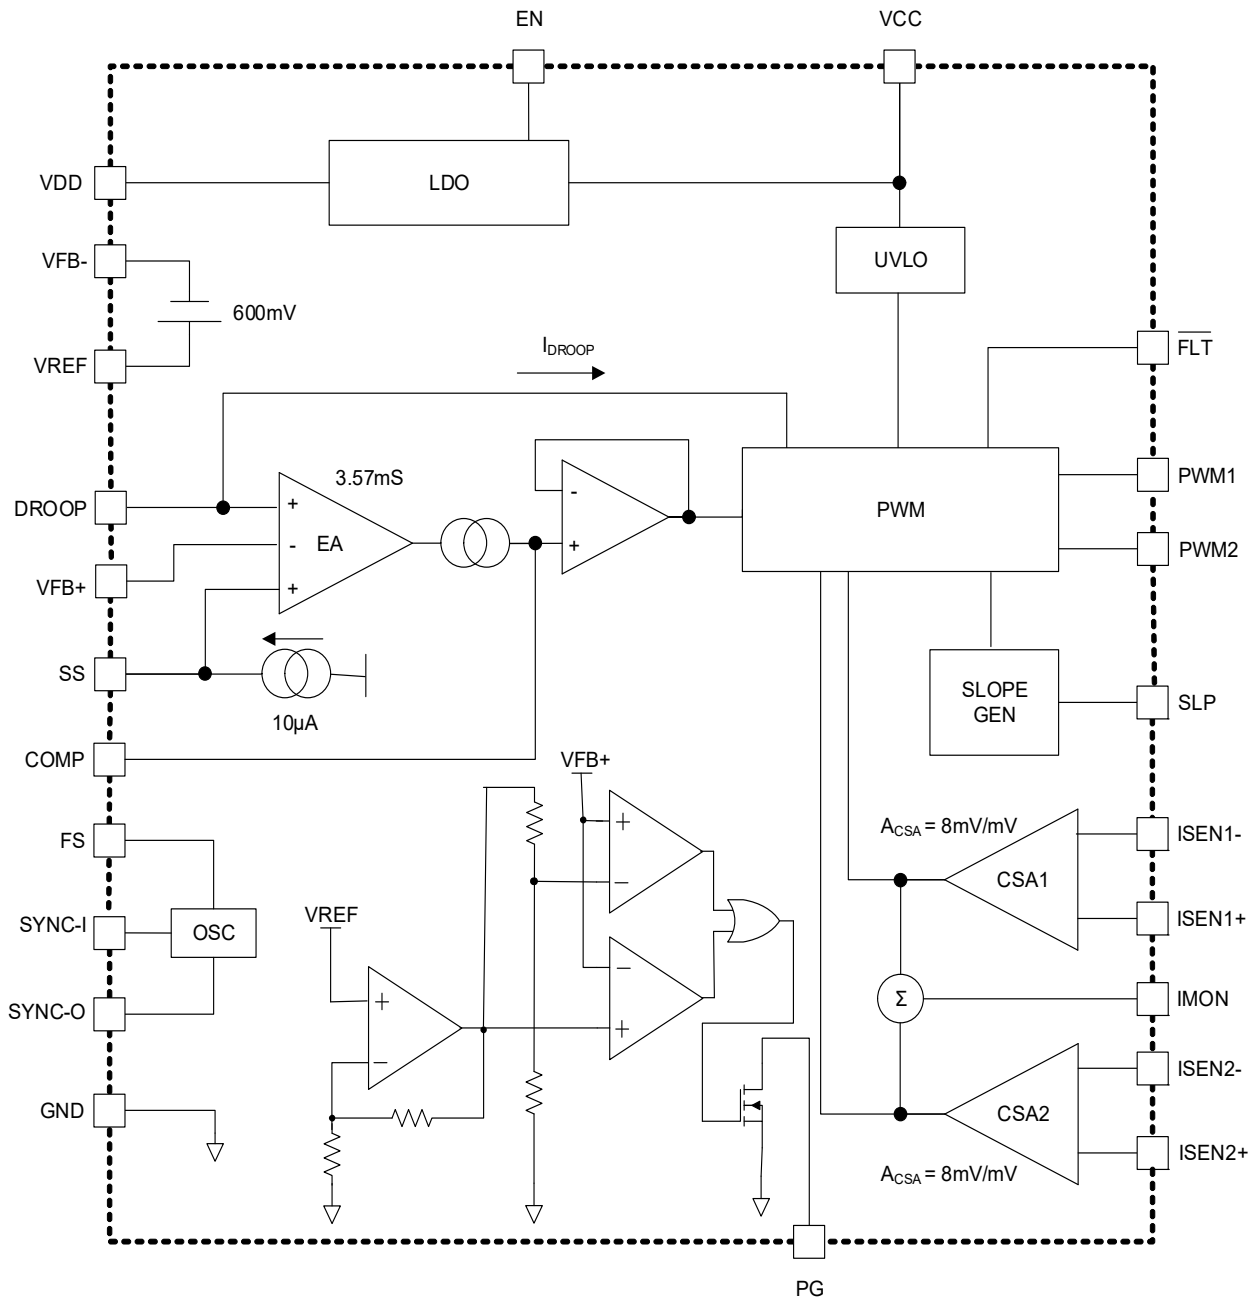 EN
VCC
VDD
LDO
VFB-
UVLO
600mV
VREF
FLT
IDROOP
3.57mS
PWM1
DROOP
+
-
PWM
EA
-
+
PWM2
VFB+
+
SS
10µA
SLOPE
GEN
SLP
COMP
VFB+
FS
+
ACSA = 8mV/mV
ISEN1-
−
CSA1
SYNC-I
OSC
VREF
ISEN1+
−
SYNC-O
+
+
Σ
IMON
−
ISEN2-
GND
CSA2
ISEN2+
ACSA = 8mV/mV
PG